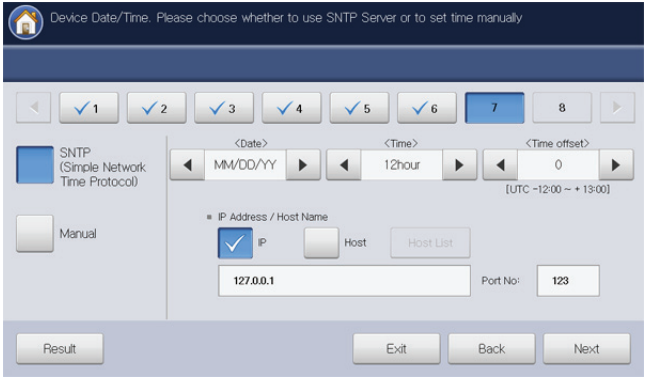 Device Date/Time. Please choose whether to use SNTP Server or to set time manually
1 2 3 4 5 6 7 8
SNTP
(Simple Network
Time Protocol)
<Date> <Time> <Time offset>
MM/DD/YY 12hour 0
[UTC -12:00 ~ + 13:00]
Manual
IP Address / Host Name
IP Host Host List
127.0.0.1 Port No: 123
Result Exit Back Next